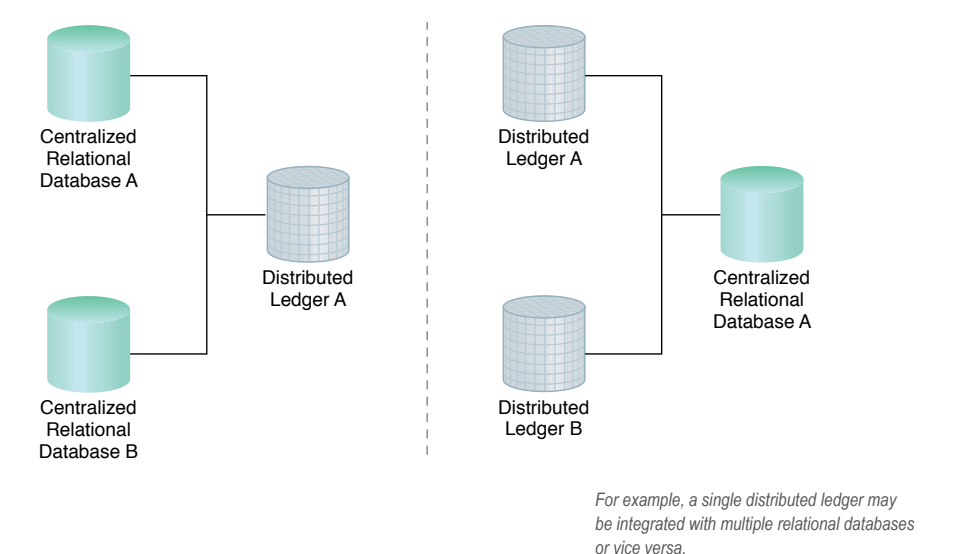 Centralized
Relational
Database A
Distributed
Ledger A
Centralized
Relational
Database B
Distributed
Ledger A
Centralized
Relational
Database A
Distributed
Ledger B
For example, a single distributed ledger may
be integrated with multiple relational databases
or vice versa.